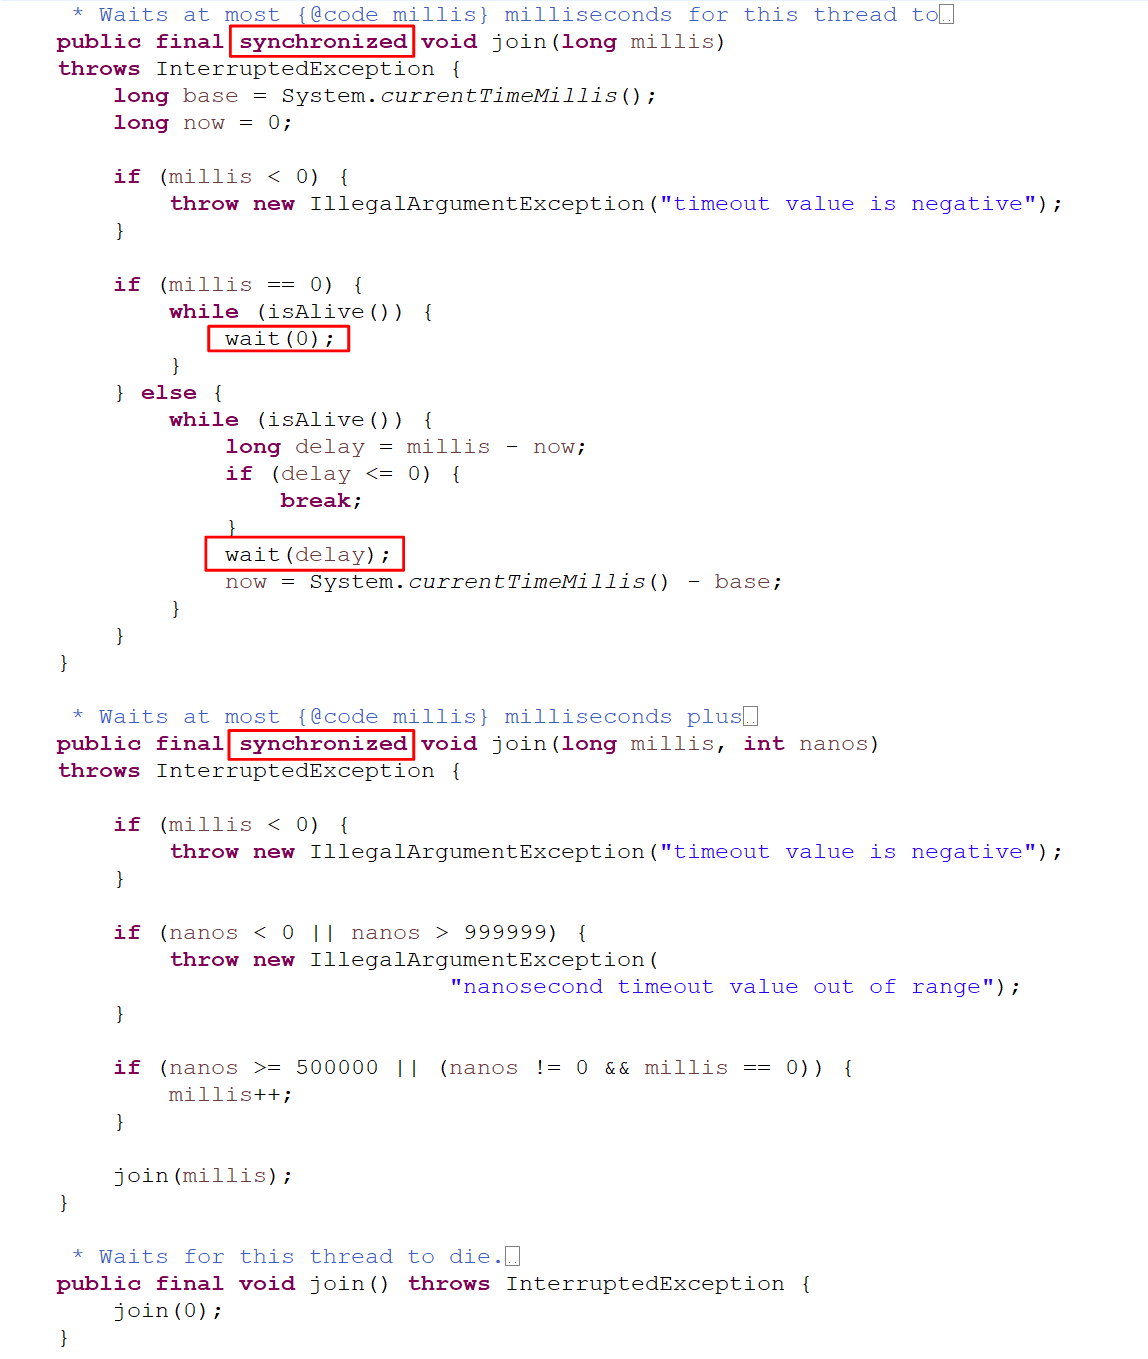 * Waits at most {@code millis} milliseconds for this thread to..
public final synchronized void join(long millis)
throws InterruptedException {
    long base = System.currentTimeMillis();
    long now = 0;

    if (millis < 0) {
        throw new IllegalArgumentException("timeout value is negative");
    }

    if (millis == 0) {
        while (isAlive()) {
            wait(0);
        }
    } else {
        while (isAlive()) {
            long delay = millis - now;
            if (delay <= 0) {
                break;
            }
            wait(delay);
            now = System.currentTimeMillis() - base;
        }
    }
}

 * Waits at most {@code millis} milliseconds plus..
public final synchronized void join(long millis, int nanos)
throws InterruptedException {

    if (millis < 0) {
        throw new IllegalArgumentException("timeout value is negative");
    }

    if (nanos < 0 || nanos > 999999) {
        throw new IllegalArgumentException(
                            "nanosecond timeout value out of range");
    }

    if (nanos >= 500000 || (nanos != 0 && millis == 0)) {
        millis++;
    }

    join(millis);
}

 * Waits for this thread to die...
public final void join() throws InterruptedException {
    join(0);
}